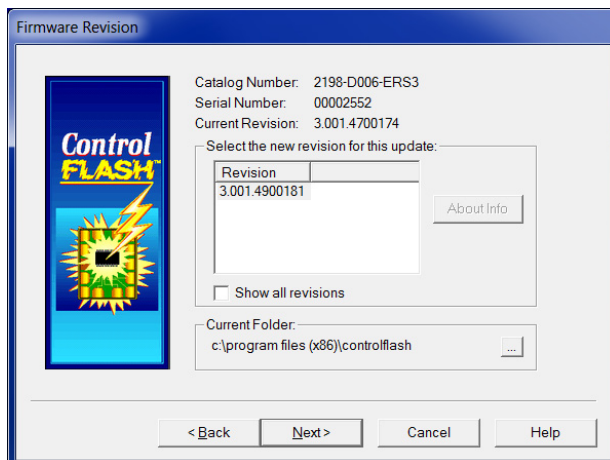 Firmware Revision
Control
FLASH™
Catalog Number: 2198-D006-ERS3
Serial Number: 00002552
Current Revision: 3.001.4700174
Select the new revision for this update:
Revision
3.001.4900181
About Info
Show all revisions
Current Folder:
c:\program files (x86)\controlflash
...
< Back
Next >
Cancel
Help